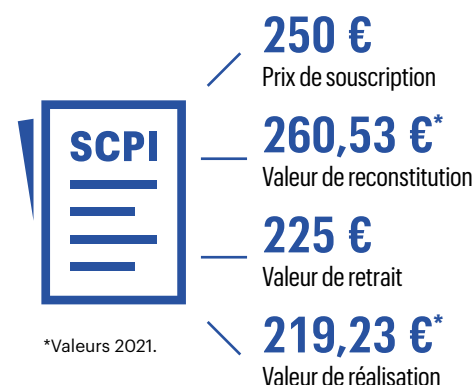 250 €
Prix de souscription
SCPI
260,53 €*
Valeur de reconstitution
225 €
Valeur de retrait
*Valeurs 2021.
219,23 €*
Valeur de réalisation